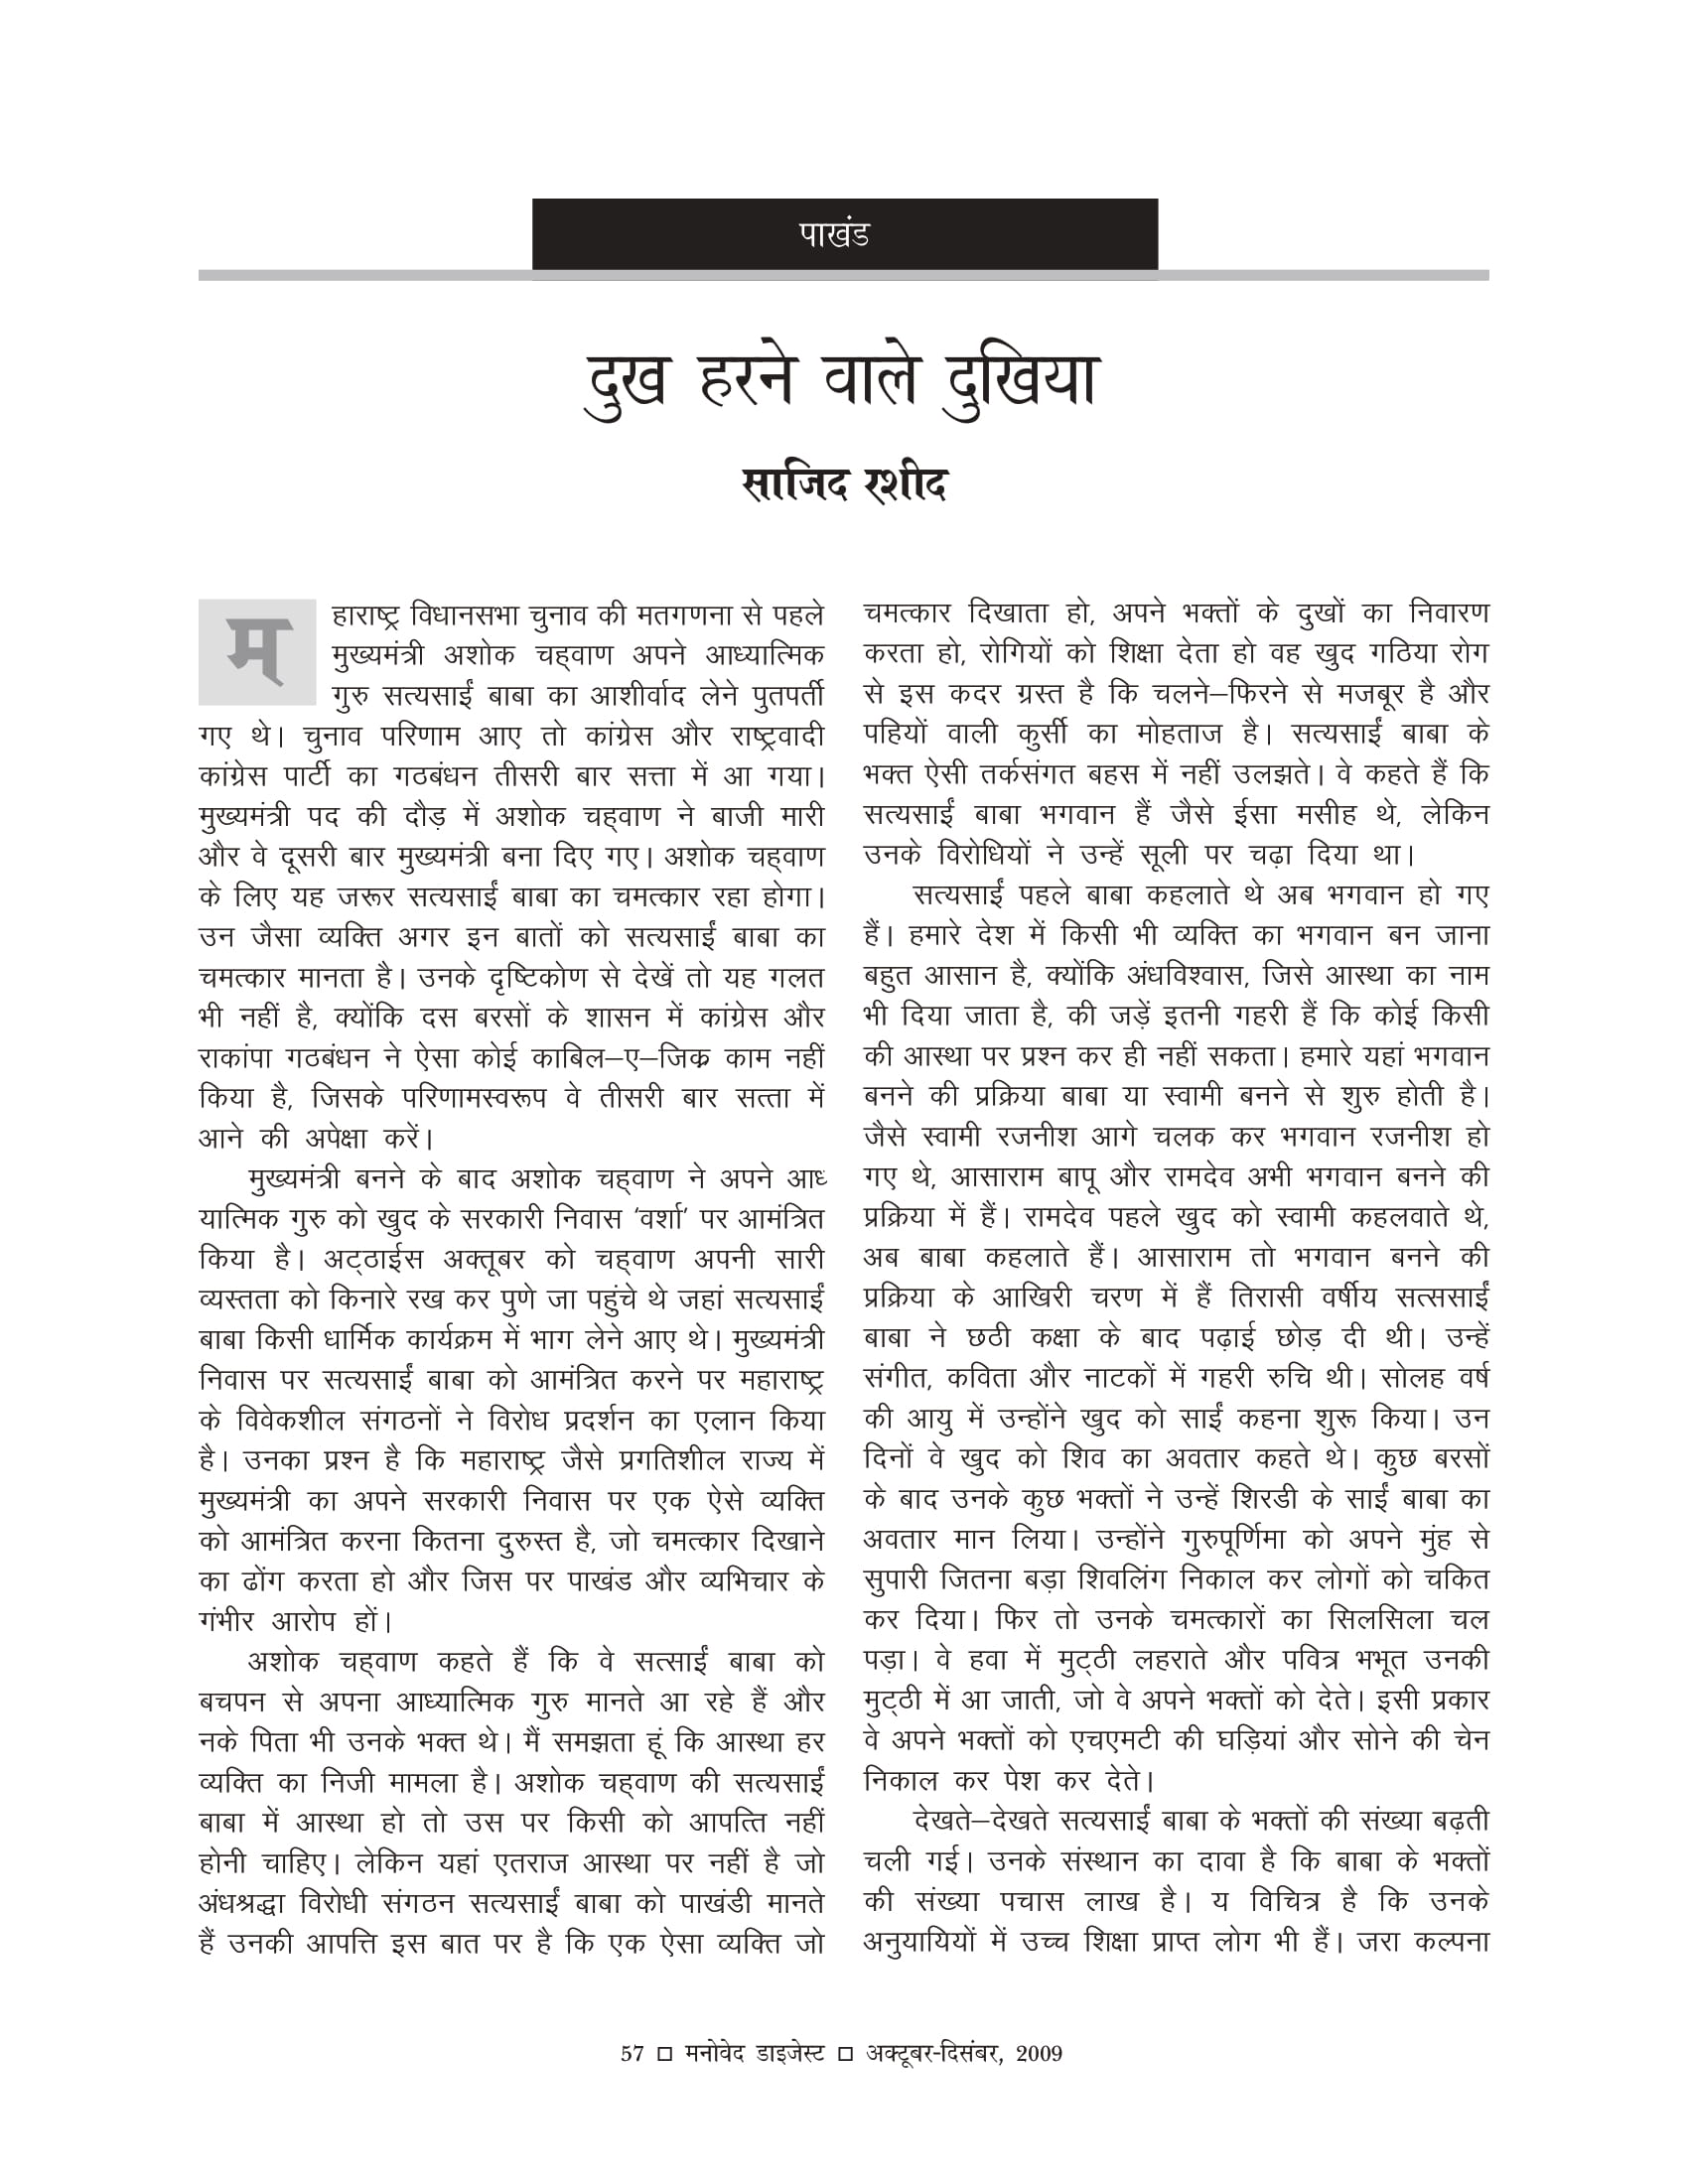 पाखंड
दुख हरने वाले दुखिया
साजिद रशीद
महाराष्ट्र विधानसभा चुनाव की मतगणना से पहले
मुख्यमंत्री अशोक चह्वाण अपने आध्यात्मिक
गुरु सत्यसाईं बाबा का आशीर्वाद लेने पुतपर्ती
गए थे। चुनाव परिणाम आए तो कांग्रेस और राष्ट्रवादी
कांग्रेस पार्टी का गठबंधन तीसरी बार सत्ता में आ गया।
मुख्यमंत्री पद की दौड़ में अशोक चह्वाण ने बाजी मारी
और वे दूसरी बार मुख्यमंत्री बना दिए गए। अशोक चह्वाण
के लिए यह जरूर सत्यसाईं बाबा का चमत्कार रहा होगा।
उन जैसा व्यक्ति अगर इन बातों को सत्यसाईं बाबा का
चमत्कार मानता है। उनके दृष्टिकोण से देखें तो यह गलत
भी नहीं है, क्योंकि दस बरसों के शासन में कांग्रेस और
राकांपा गठबंधन ने ऐसा कोई काबिल–ए–जिक्र काम नहीं
किया है, जिसके परिणामस्वरूप वे तीसरी बार सत्ता में
आने की अपेक्षा करें।
मुख्यमंत्री बनने के बाद अशोक चह्वाण ने अपने आध
यात्मिक गुरु को खुद के सरकारी निवास ‘वर्शा’ पर आमंत्रित
किया है। अट्ठाईस अक्तूबर को चह्वाण अपनी सारी
व्यस्तता को किनारे रख कर पुणे जा पहुंचे थे जहां सत्यसाईं
बाबा किसी धार्मिक कार्यक्रम में भाग लेने आए थे। मुख्यमंत्री
निवास पर सत्यसाईं बाबा को आमंत्रित करने पर महाराष्ट्र
के विवेकशील संगठनों ने विरोध प्रदर्शन का एलान किया
है। उनका प्रश्न है कि महाराष्ट्र जैसे प्रगतिशील राज्य में
मुख्यमंत्री का अपने सरकारी निवास पर एक ऐसे व्यक्ति
को आमंत्रित करना कितना दुरुस्त है, जो चमत्कार दिखाने
का ढोंग करता हो और जिस पर पाखंड और व्यभिचार के
गंभीर आरोप हों।
अशोक चह्वाण कहते हैं कि वे सत्साईं बाबा को
बचपन से अपना आध्यात्मिक गुरु मानते आ रहे हैं और
नके पिता भी उनके भक्त थे। मैं समझता हूं कि आस्था हर
व्यक्ति का निजी मामला है। अशोक चह्वाण की सत्यसाईं
बाबा में आस्था हो तो उस पर किसी को आपत्ति नहीं
होनी चाहिए। लेकिन यहां एतराज आस्था पर नहीं है जो
अंधश्रद्धा विरोधी संगठन सत्यसाईं बाबा को पाखंडी मानते
हैं उनकी आपत्ति इस बात पर है कि एक ऐसा व्यक्ति जो
चमत्कार दिखाता हो, अपने भक्तों के दुखों का निवारण
करता हो, रोगियों को शिक्षा देता हो वह खुद गठिया रोग
से इस कदर ग्रस्त है कि चलने–फिरने से मजबूर है और
पहियों वाली कुर्सी का मोहताज है। सत्यसाईं बाबा के
भक्त ऐसी तर्कसंगत बहस में नहीं उलझते। वे कहते हैं कि
सत्यसाईं बाबा भगवान हैं जैसे ईसा मसीह थे, लेकिन
उनके विरोधियों ने उन्हें सूली पर चढ़ा दिया था।
सत्यसाईं पहले बाबा कहलाते थे अब भगवान हो गए
हैं। हमारे देश में किसी भी व्यक्ति का भगवान बन जाना
बहुत आसान है, क्योंकि अंधविश्वास, जिसे आस्था का नाम
भी दिया जाता है, की जड़ें इतनी गहरी हैं कि कोई किसी
की आस्था पर प्रश्न कर ही नहीं सकता। हमारे यहां भगवान
बनने की प्रक्रिया बाबा या स्वामी बनने से शुरु होती है।
जैसे स्वामी रजनीश आगे चलक कर भगवान रजनीश हो
गए थे, आसाराम बापू और रामदेव अभी भगवान बनने की
प्रक्रिया में हैं। रामदेव पहले खुद को स्वामी कहलवाते थे,
अब बाबा कहलाते हैं। आसाराम तो भगवान बनने की
प्रक्रिया के आखिरी चरण में हैं तिरासी वर्षीय सत्ससाईं
बाबा ने छठी कक्षा के बाद पढ़ाई छोड़ दी थी। उन्हें
संगीत, कविता और नाटकों में गहरी रुचि थी। सोलह वर्ष
की आयु में उन्होंने खुद को साईं कहना शुरू किया। उन
दिनों वे खुद को शिव का अवतार कहते थे। कुछ बरसों
के बाद उनके कुछ भक्तों ने उन्हें शिरडी के साईं बाबा का
अवतार मान लिया। उन्होंने गुरुपूर्णिमा को अपने मुंह से
सुपारी जितना बड़ा शिवलिंग निकाल कर लोगों को चकित
कर दिया। फिर तो उनके चमत्कारों का सिलसिला चल
पड़ा। वे हवा में मुट्ठी लहराते और पवित्र भभूत उनकी
मुट्ठी में आ जाती, जो वे अपने भक्तों को देते। इसी प्रकार
वे अपने भक्तों को एचएमटी की घड़ियां और सोने की चेन
निकाल कर पेश कर देते।
देखते–देखते सत्यसाईं बाबा के भक्तों की संख्या बढ़ती
चली गई। उनके संस्थान का दावा है कि बाबा के भक्तों
की संख्या पचास लाख है। य विचित्र है कि उनके
अनुयायियों में उच्च शिक्षा प्राप्त लोग भी हैं। जरा कल्पना
57 □ मनोवेद डाइजेस्ट □ अक्टूबर-दिसंबर, 2009